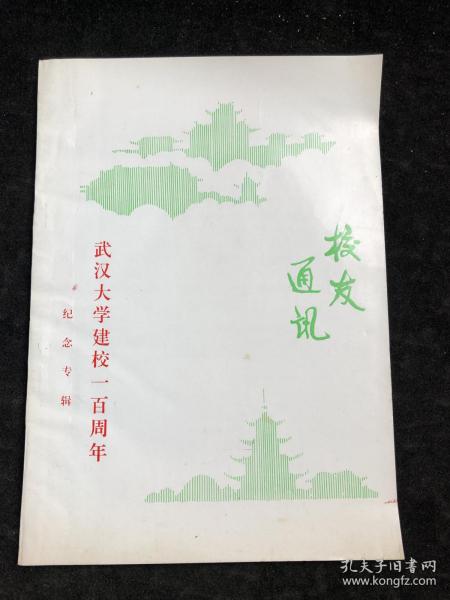 校友
通讯
武汉大学建校一百周年
纪念专辑
孔夫子旧书网
www.kongfz.com